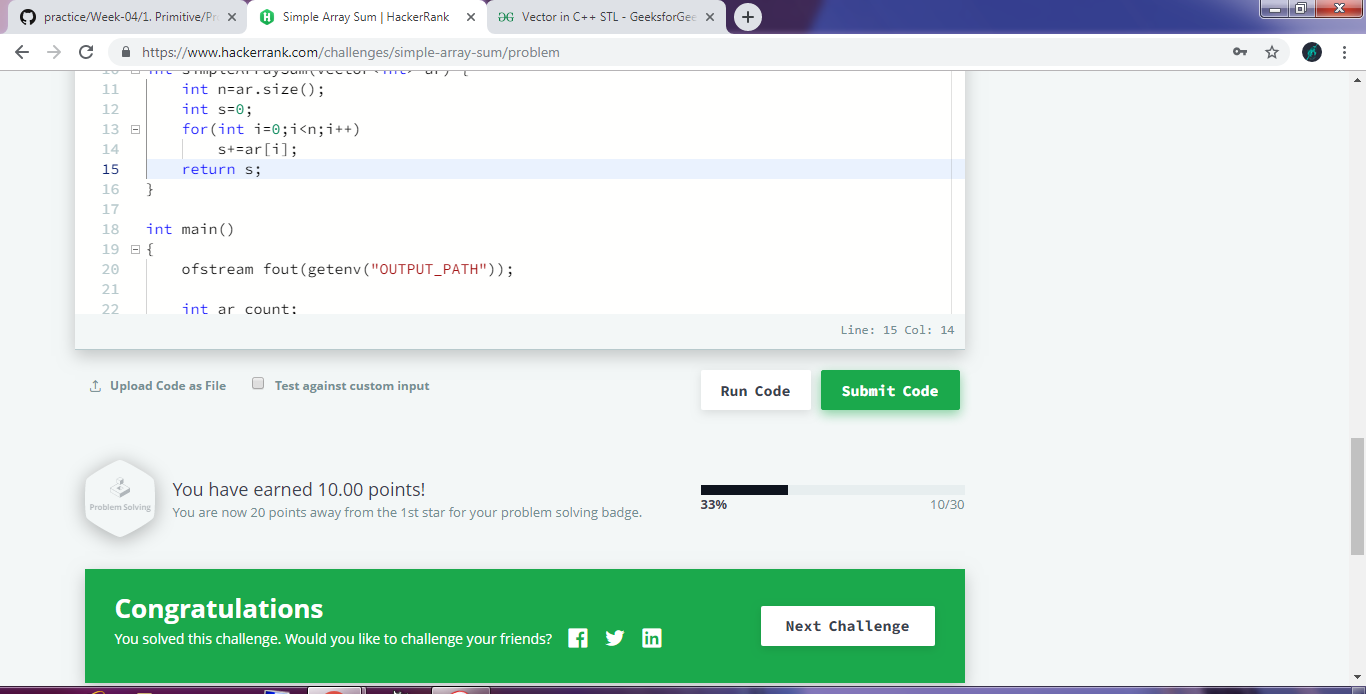 practice/Week-04/1. Primitive/Pr
Simple Array Sum | HackerRank
Vector in C++ STL - GeeksforGee
https://www.hackerrank.com/challenges/simple-array-sum/problem
10 int simpleArraySum(vector<int> ar) {
11 int n=ar.size();
12 int s=0;
13 for(int i=0;i<n;i++)
14 s+=ar[i];
15 return s;
16 }
17
18 int main()
19 {
20 ofstream fout(getenv("OUTPUT_PATH"));
21
22 int ar_count;
Line: 15 Col: 14
Upload Code as File
Test against custom input
Run Code
Submit Code
Problem Solving
You have earned 10.00 points!
You are now 20 points away from the 1st star for your problem solving badge.
33%
10/30
Congratulations
You solved this challenge. Would you like to challenge your friends?
Next Challenge